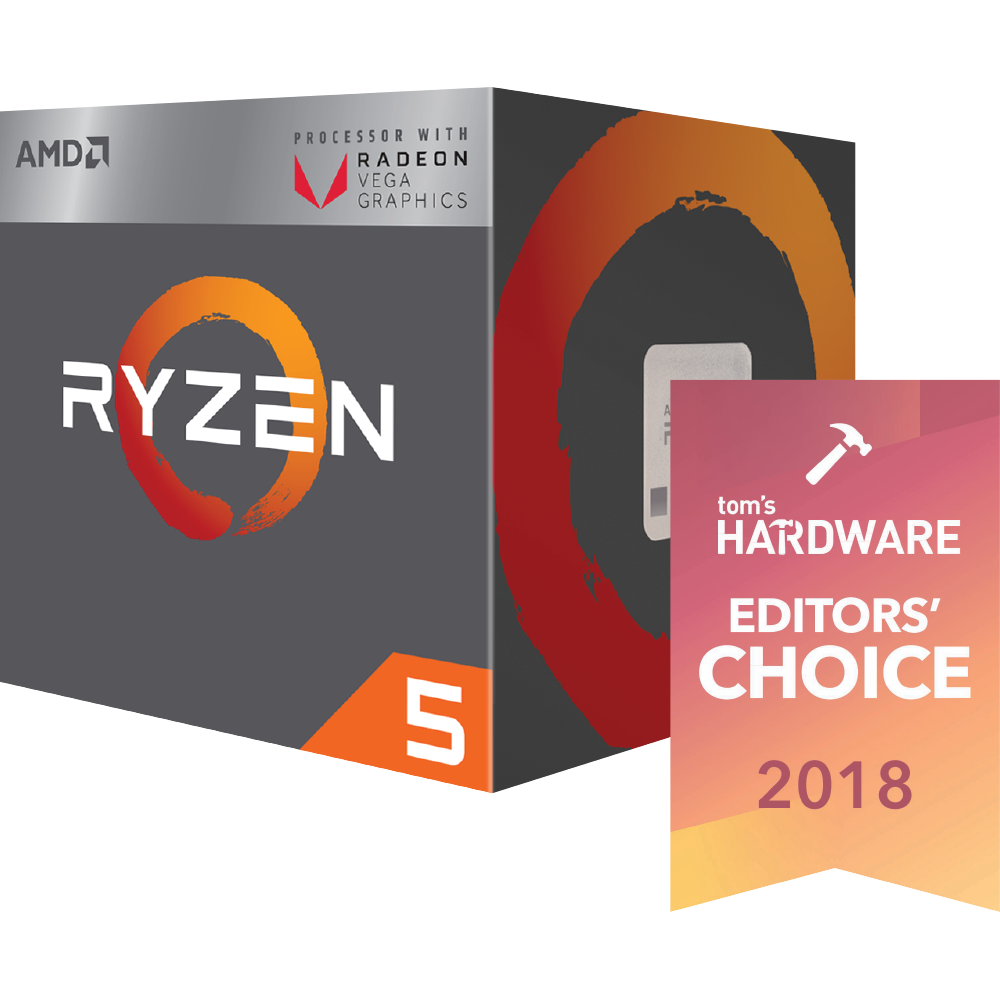 AMD
PROCESSOR WITH
RADEON
VEGA
GRAPHICS
RYZEN
5
tom's
HARDWARE
EDITORS'
CHOICE
2018